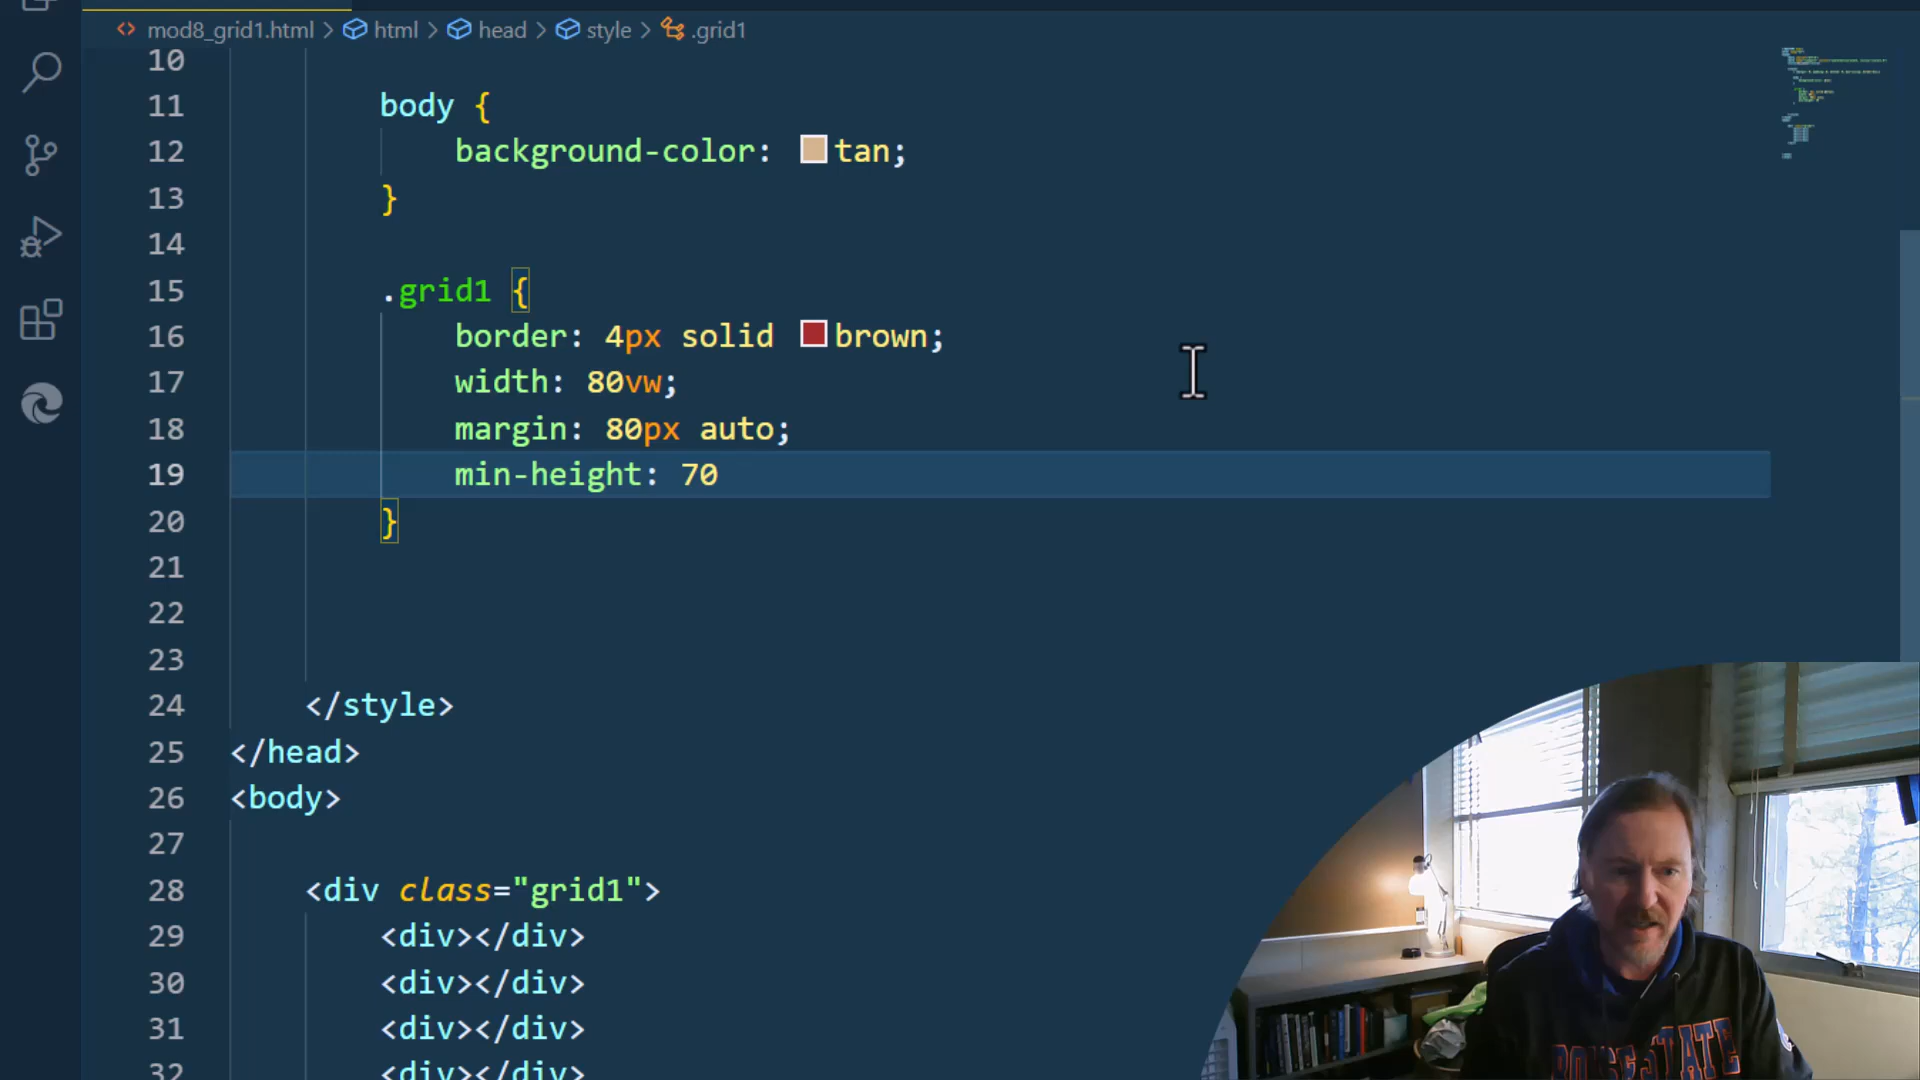 mod8_grid1.html > html > head > style > .grid1
10
11 body {
12 background-color: tan;
13 }
14
15 .grid1 {
16 border: 4px solid brown;
17 width: 80vw;
18 margin: 80px auto;
19 min-height: 70
20 }
21
22
23
24 </style>
25 </head>
26 <body>
27
28 <div class="grid1">
29 <div></div>
30 <div></div>
31 <div></div>
32 <div></div>
BOISE STATE